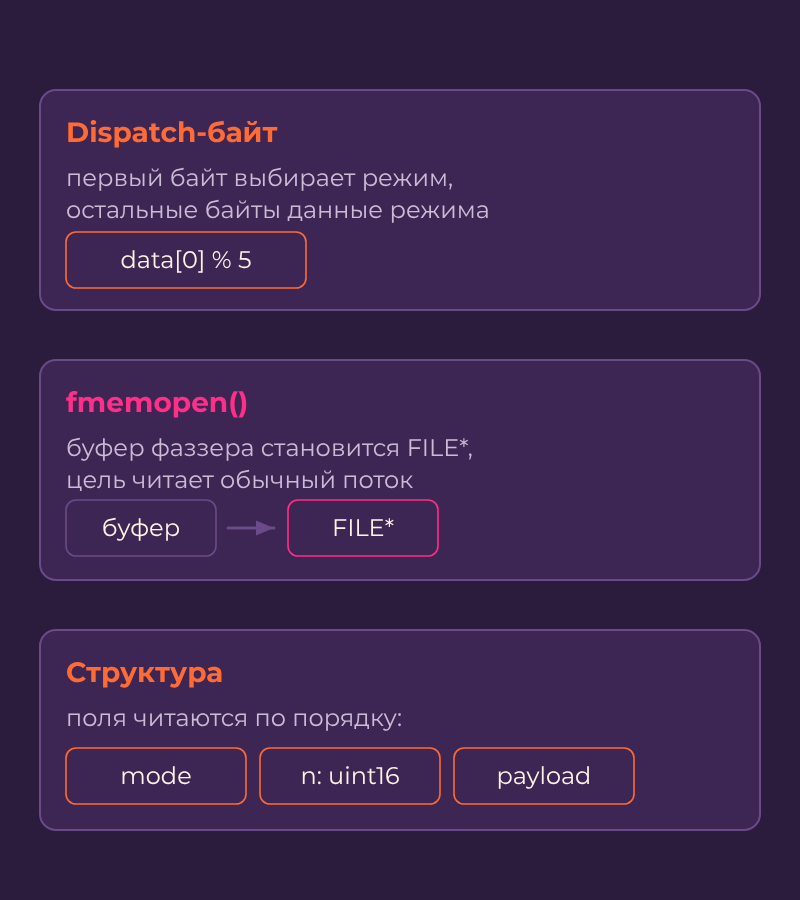 Dispatch-байт
первый байт выбирает режим,
остальные байты данные режима
data[0] % 5
fmemopen()
буфер фаззера становится FILE*,
цель читает обычный поток
буфер
FILE*
Структура
поля читаются по порядку:
mode
n: uint16
payload